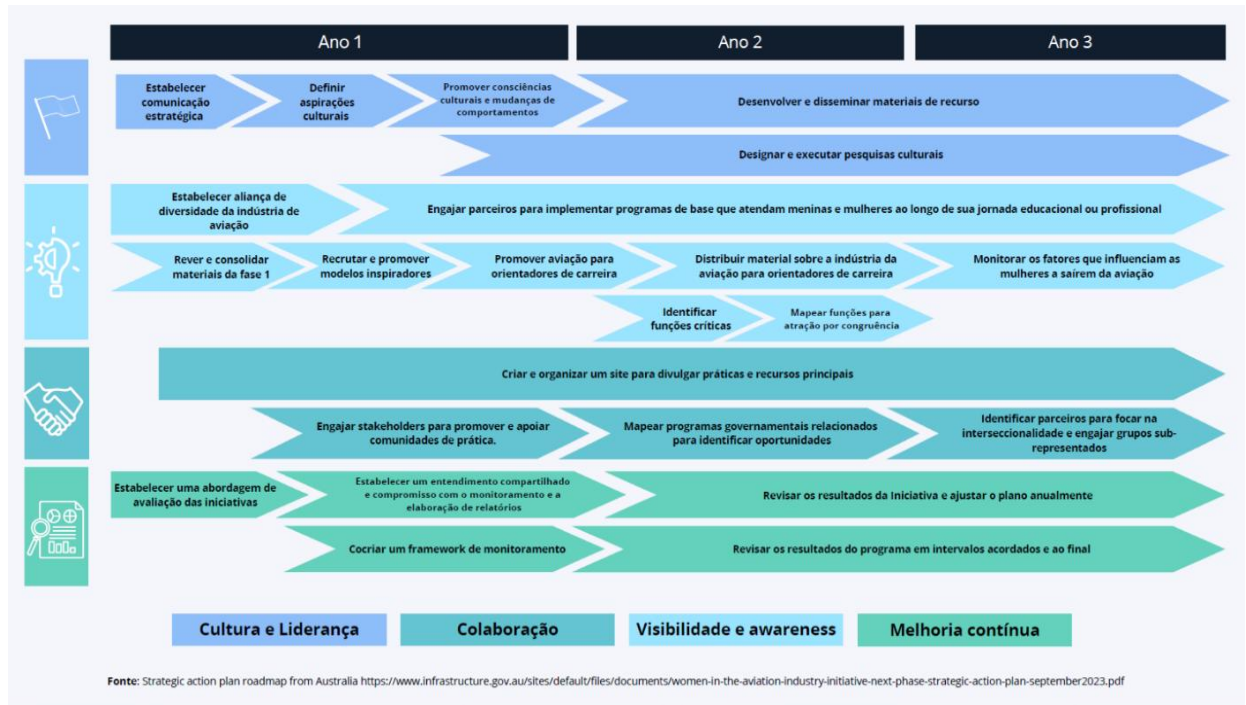 Ano 1
Ano 2
Ano 3
Estabelecer
comunicação
estratégica
Definir
aspirações
culturais
Promover consciências
culturais e mudanças de
comportamentos
Desenvolver e disseminar materiais de recurso
Designar e executar pesquisas culturais
Estabelecer aliança de
diversidade da indústria de
aviação
Engajar parceiros para implementar programas de base que atendam meninas e mulheres ao longo de sua jornada educacional ou profissional
Rever e consolidar
materiais da fase 1
Recrutar e promover
modelos inspiradores
Promover aviação para
orientadores de carreira
Distribuir material sobre a indústria da
aviação para orientadores de carreira
Monitorar os fatores que influenciam as
mulheres a saírem da aviação
Identificar
funções críticas
Mapear funções para
atração por congruência
Criar e organizar um site para divulgar práticas e recursos principais
Engajar stakeholders para promover e apoiar
comunidades de prática.
Mapear programas governamentais relacionados
para identificar oportunidades
Identificar parceiros para focar na
interseccionalidade e engajar grupos sub-
representados
Estabelecer uma abordagem de
avaliação das iniciativas
Estabelecer um entendimento compartilhado
e compromisso com o monitoramento e a
elaboração de relatórios
Revisar os resultados da Iniciativa e ajustar o plano anualmente
Cocriar um framework de monitoramento
Revisar os resultados do programa em intervalos acordados e ao final
Cultura e Liderança
Colaboração
Visibilidade e awareness
Melhoria contínua
Fonte: Strategic action plan roadmap from Australia https://www.infrastructure.gov.au/sites/default/files/documents/women-in-the-aviation-industry-initiative-next-phase-strategic-action-plan-september2023.pdf